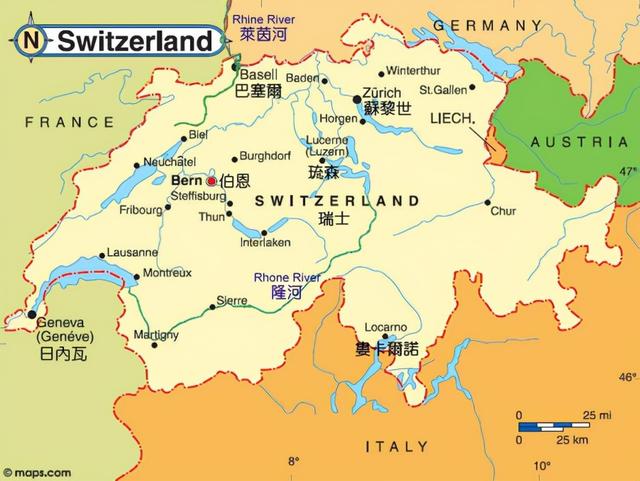 N
Switzerland
Rhine River
萊茵河
GERMANY
Basell
巴塞爾
Baden
Winterthur
Zürich
蘇黎世
St.Gallen
FRANCE
Horgen
LIECH.
AUSTRIA
Biel
Lucerne
(Luzern)
琉森
Neuchâtel
Burghdorf
47°
Bern
伯恩
Steffisburg
SWITZERLAND
瑞士
Fribourg
Thun
Chur
Interlaken
Lausanne
Montreux
Rhone River
隆河
Sierre
Geneva
(Genéve)
日內瓦
Martigny
Locarno
婁卡爾諾
46°
0 25 mi
0 25 km
ITALY
8°
10°
© maps.com